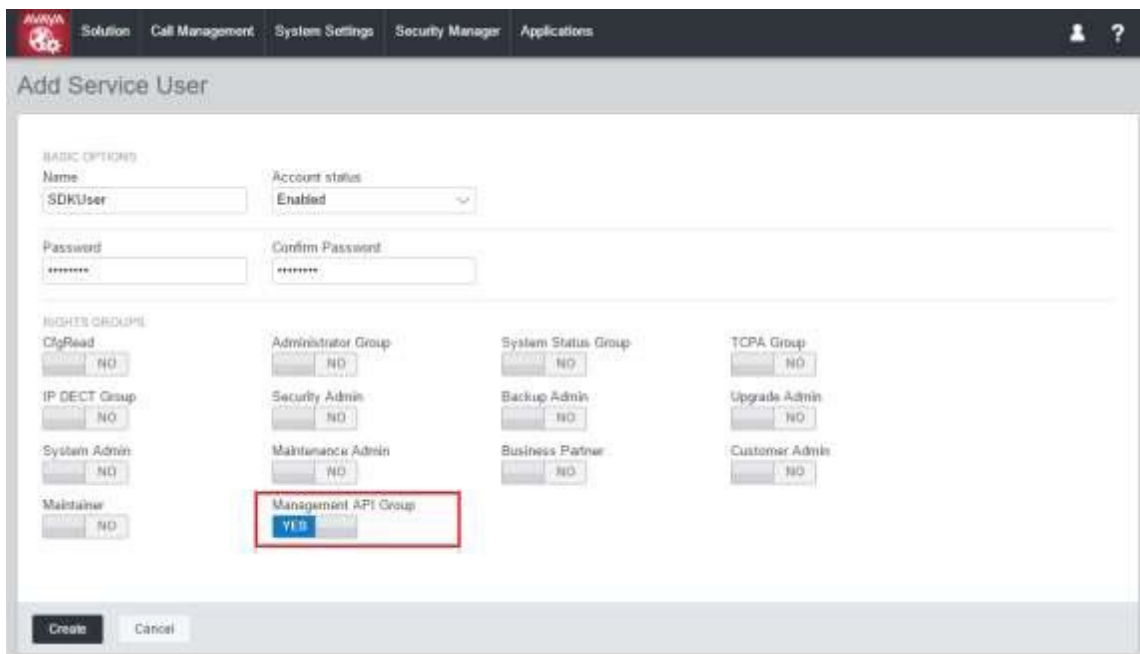 AVAYA
Solution Call Management System Settings Security Manager Applications ?
Add Service User
BASIC OPTIONS
Name Account status
SDKUser Enabled
Password Confirm Password
******** ********
RIGHTS GROUPS
CfgRead Administrator Group System Status Group TCPA Group
NO NO NO NO
IP DECT Group Security Admin Backup Admin Upgrade Admin
NO NO NO NO
System Admin Maintenance Admin Business Partner Customer Admin
NO NO NO NO
Maintainer Management API Group
NO YES
Create Cancel